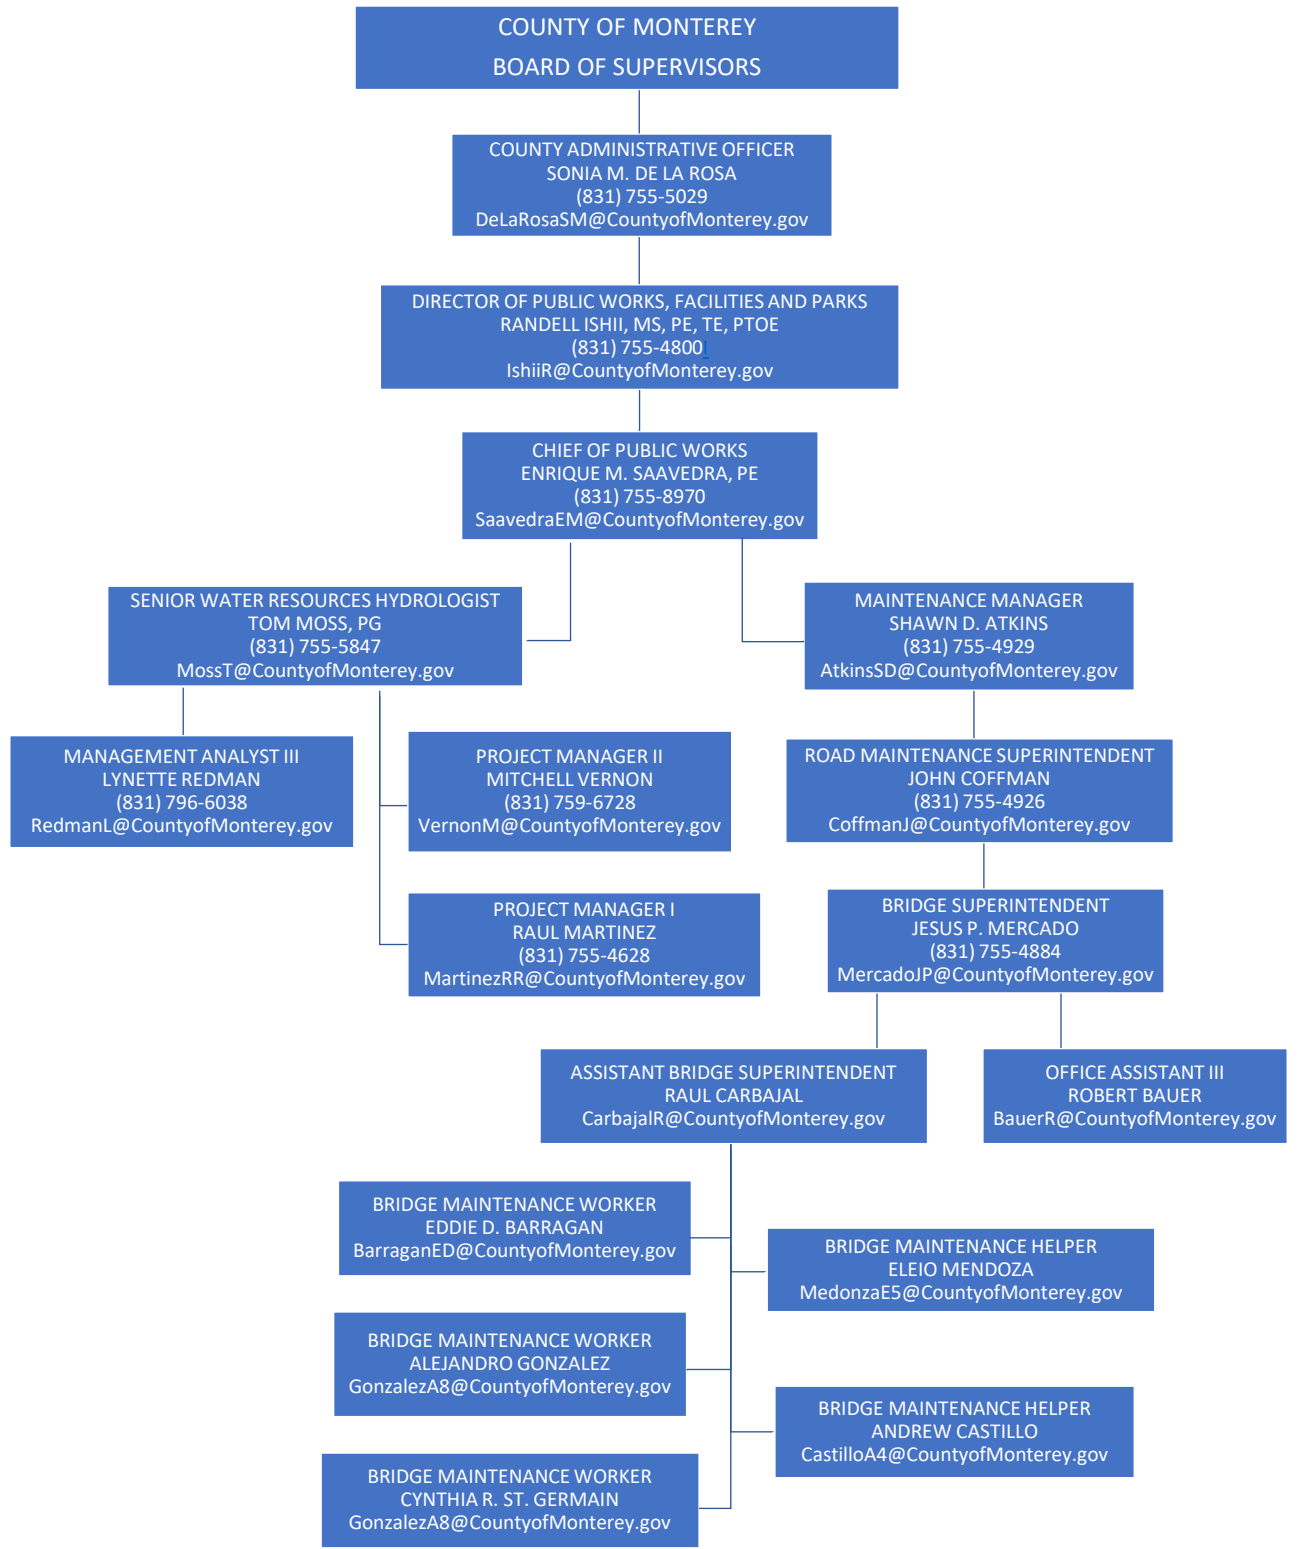 COUNTY OF MONTEREY
BOARD OF SUPERVISORS
COUNTY ADMINISTRATIVE OFFICER
SONIA M. DE LA ROSA
(831) 755-5029
DeLaRosaSM@CountyofMonterey.gov
DIRECTOR OF PUBLIC WORKS, FACILITIES AND PARKS
RANDELL ISHII, MS, PE, TE, PTOE
(831) 755-4800
IshiiR@CountyofMonterey.gov
CHIEF OF PUBLIC WORKS
ENRIQUE M. SAAVEDRA, PE
(831) 755-8970
SaavedraEM@CountyofMonterey.gov
SENIOR WATER RESOURCES HYDROLOGIST
TOM MOSS, PG
(831) 755-5847
MossT@CountyofMonterey.gov
MAINTENANCE MANAGER
SHAWN D. ATKINS
(831) 755-4929
AtkinsSD@CountyofMonterey.gov
MANAGEMENT ANALYST III
LYNETTE REDMAN
(831) 796-6038
RedmanL@CountyofMonterey.gov
PROJECT MANAGER II
MITCHELL VERNON
(831) 759-6728
VernonM@CountyofMonterey.gov
ROAD MAINTENANCE SUPERINTENDENT
JOHN COFFMAN
(831) 755-4926
CoffmanJ@CountyofMonterey.gov
PROJECT MANAGER I
RAUL MARTINEZ
(831) 755-4628
MartinezRR@CountyofMonterey.gov
BRIDGE SUPERINTENDENT
JESUS P. MERCADO
(831) 755-4884
MercadoJP@CountyofMonterey.gov
ASSISTANT BRIDGE SUPERINTENDENT
RAUL CARBAJAL
CarbajalR@CountyofMonterey.gov
OFFICE ASSISTANT III
ROBERT BAUER
BauerR@CountyofMonterey.gov
BRIDGE MAINTENANCE WORKER
EDDIE D. BARRAGAN
BarraganED@CountyofMonterey.gov
BRIDGE MAINTENANCE HELPER
ELEIO MENDOZA
MedonzaE5@CountyofMonterey.gov
BRIDGE MAINTENANCE WORKER
ALEJANDRO GONZALEZ
GonzalezA8@CountyofMonterey.gov
BRIDGE MAINTENANCE HELPER
ANDREW CASTILLO
CastilloA4@CountyofMonterey.gov
BRIDGE MAINTENANCE WORKER
CYNTHIA R. ST. GERMAIN
GonzalezA8@CountyofMonterey.gov